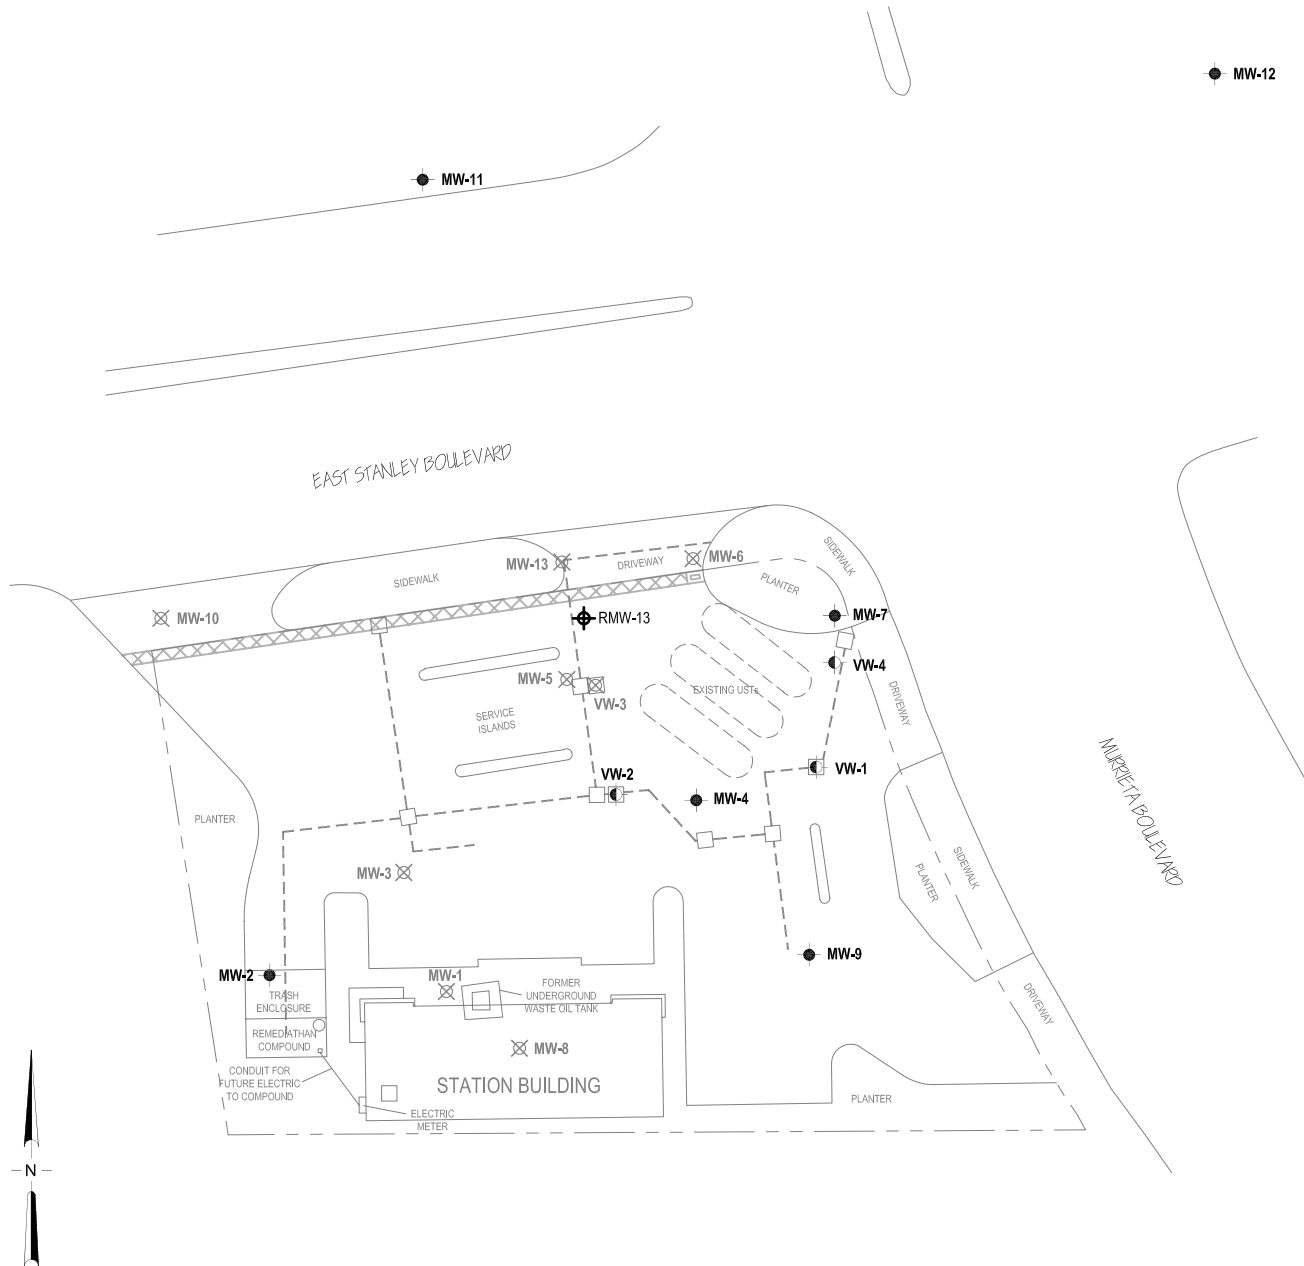 MW-12
MW-11
EAST STANLEY BOULEVARD
MW-13
MW-6
DRIVEWAY
SIDEWALK
SIDEWALK
PLANTER
MW-10
RMW-13
MW-7
MW-5
VW-3
EXISTING USTs
VW-4
DRIVEWAY
SERVICE
ISLANDS
VW-2
VW-1
MW-4
MURRIETA BOULEVARD
PLANTER
MW-3
SIDEWALK
PLANTER
MW-9
MW-2
MW-1
FORMER
UNDERGROUND
WASTE OIL TANK
TRASH
ENCLOSURE
DRIVEWAY
REMEDIATHAN
COMPOUND
MW-8
CONDUIT FOR
FUTURE ELECTRIC
TO COMPOUND
STATION BUILDING
PLANTER
ELECTRIC
METER
N